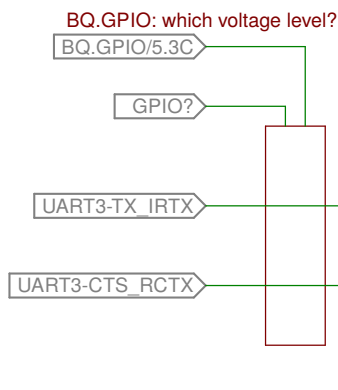 BQ.GPIO: which voltage level?
BQ.GPIO/5.3C
GPIO?
UART3-TX_IRTX
UART3-CTS_RCTX